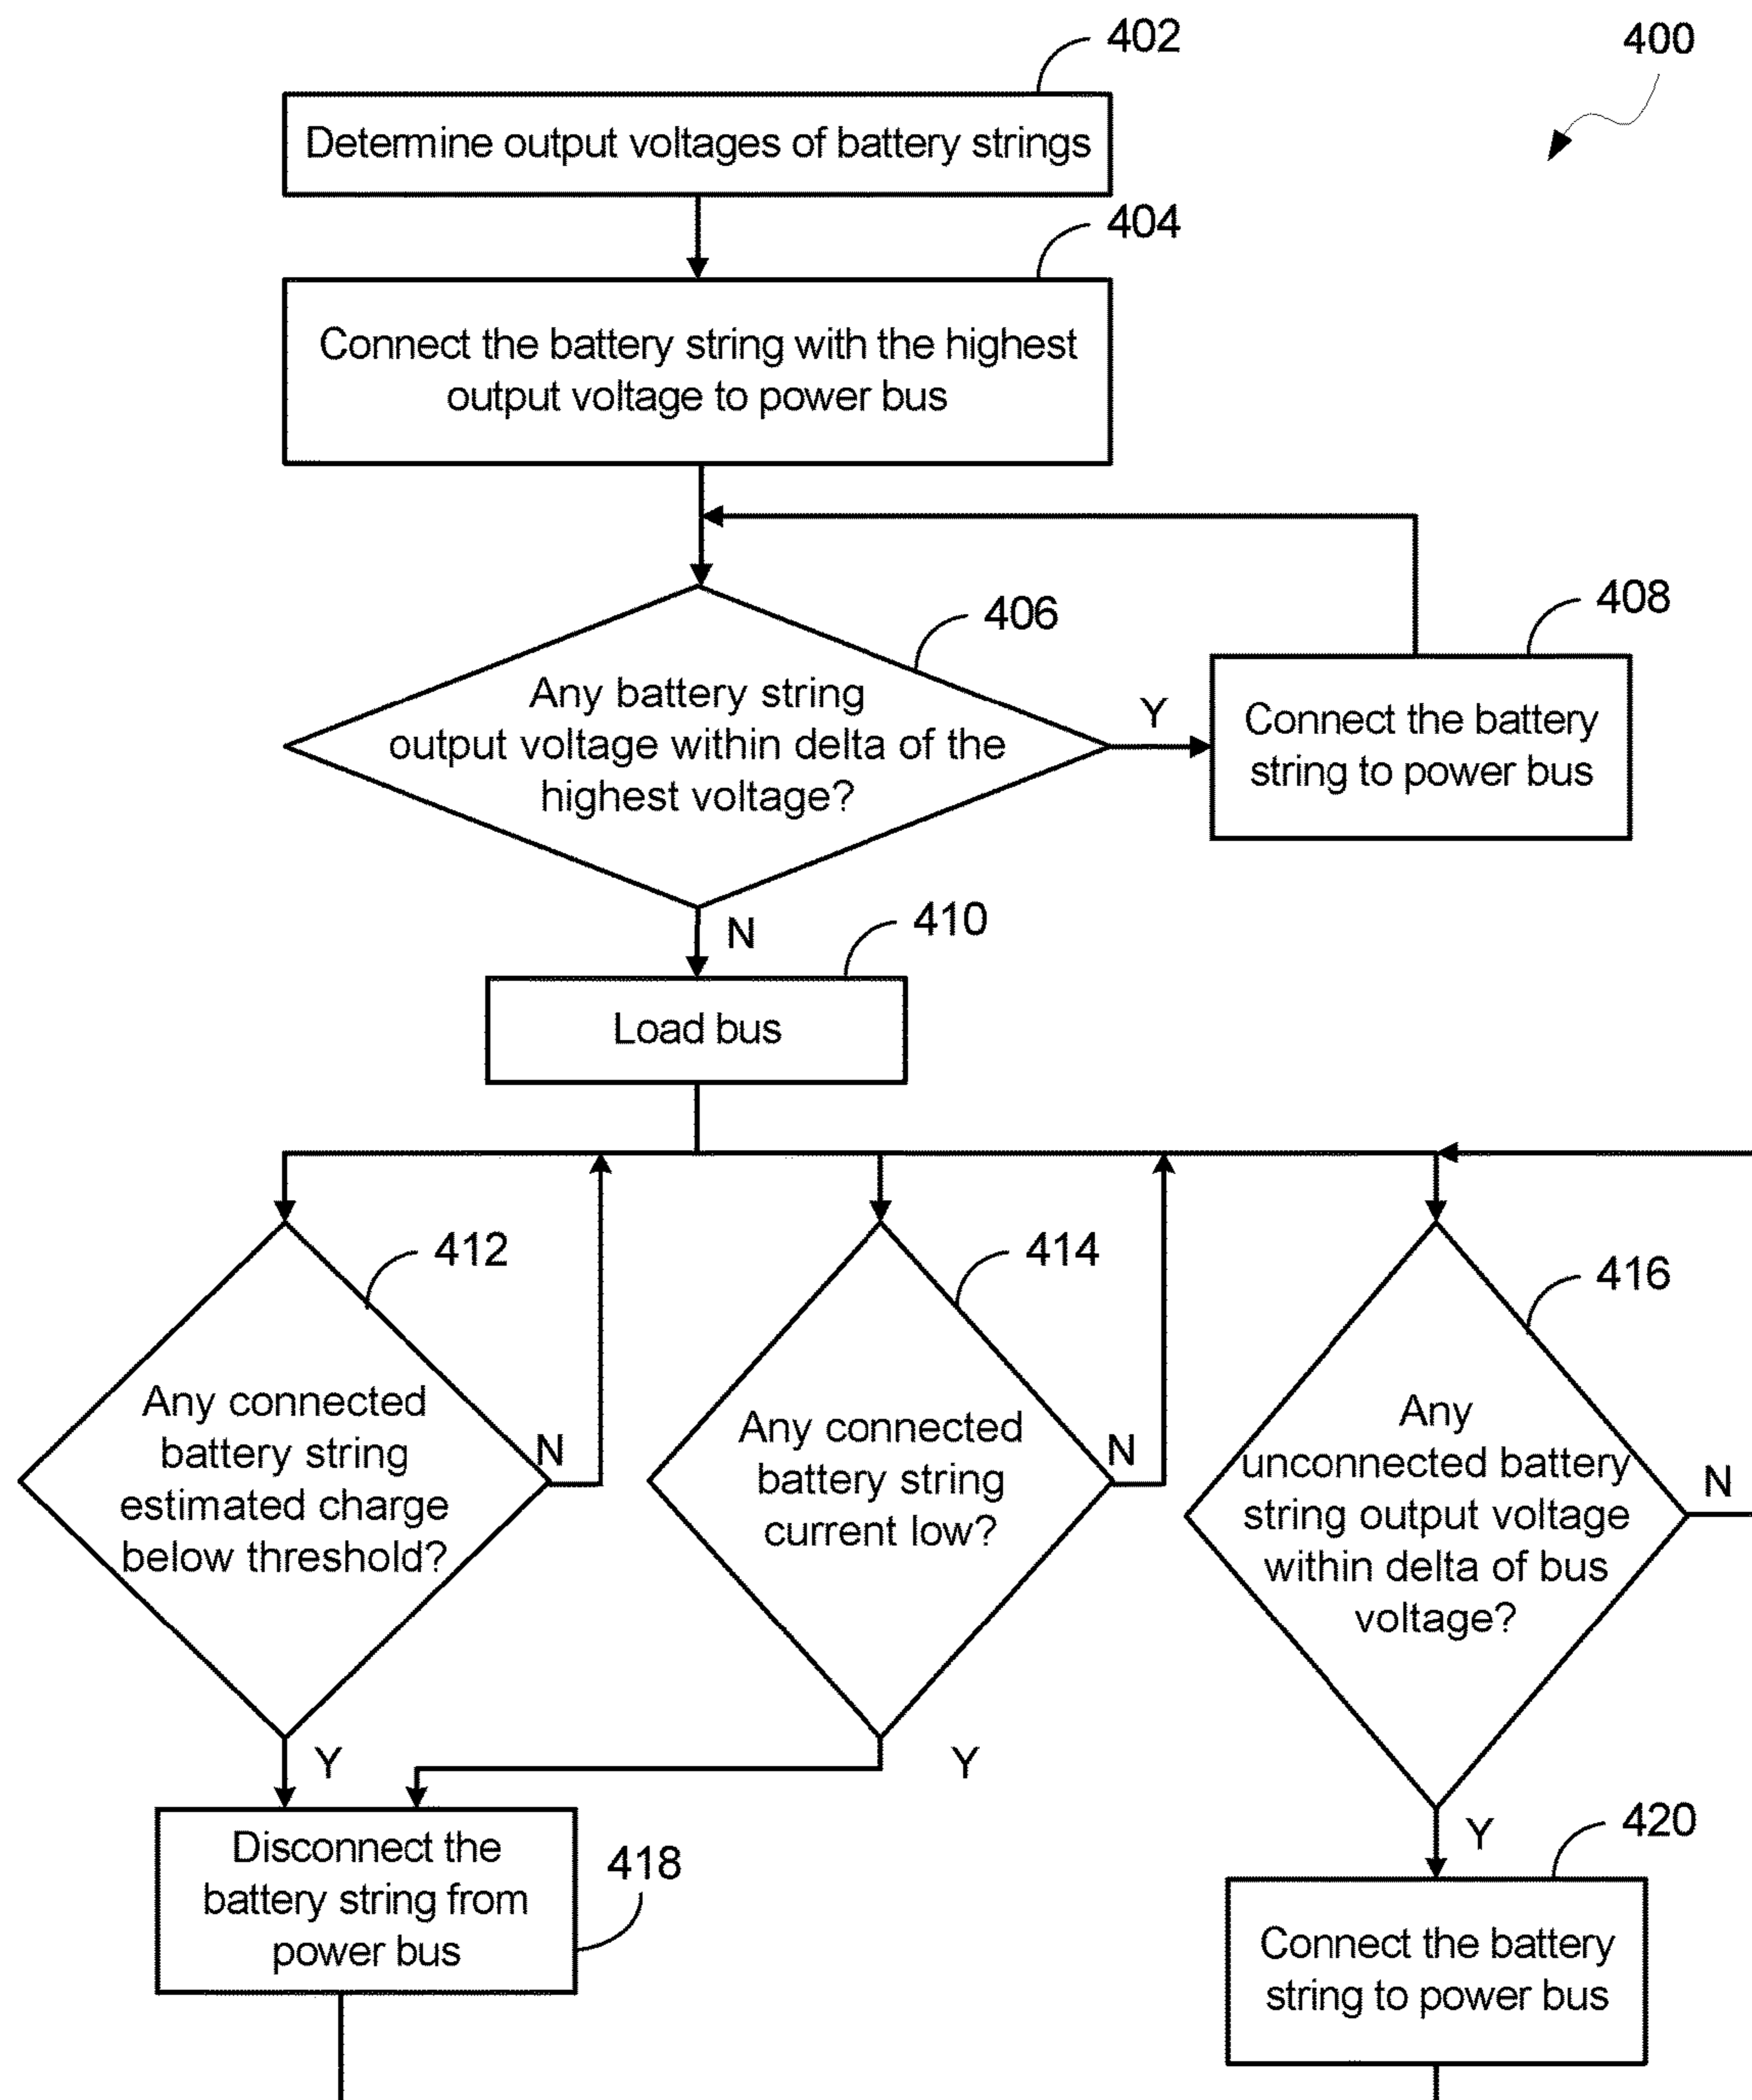 402
400
Determine output voltages of battery strings
404
Connect the battery string with the highest
output voltage to power bus
406
408
Any battery string
output voltage within delta of the
highest voltage?
Y
Connect the battery
string to power bus
N
410
Load bus
412
414
416
Any connected
battery string
estimated charge
below threshold?
N
Any connected
battery string
current low?
N
Any
unconnected battery
string output voltage
within delta of bus
voltage?
N
Y
Y
Y
Disconnect the
battery string from
power bus
418
420
Connect the battery
string to power bus